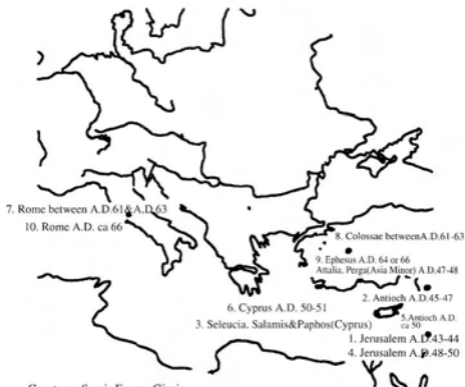 7. Rome between A.D.61&A.D.63
10. Rome A.D. ca 66
8. Colossae betweenA.D.61-63
9. Ephesus A.D. 64 or 66
Attalia, Perga(Asia Minor) A.D.47-48
2. Antioch A.D.45-47
6. Cyprus A.D. 50-51
3. Seleucia, Salamis&Paphos(Cyprus)
5.Antioch A.D.
ca 50
1. Jerusalem A.D.43-44
4. Jerusalem A.D.48-50